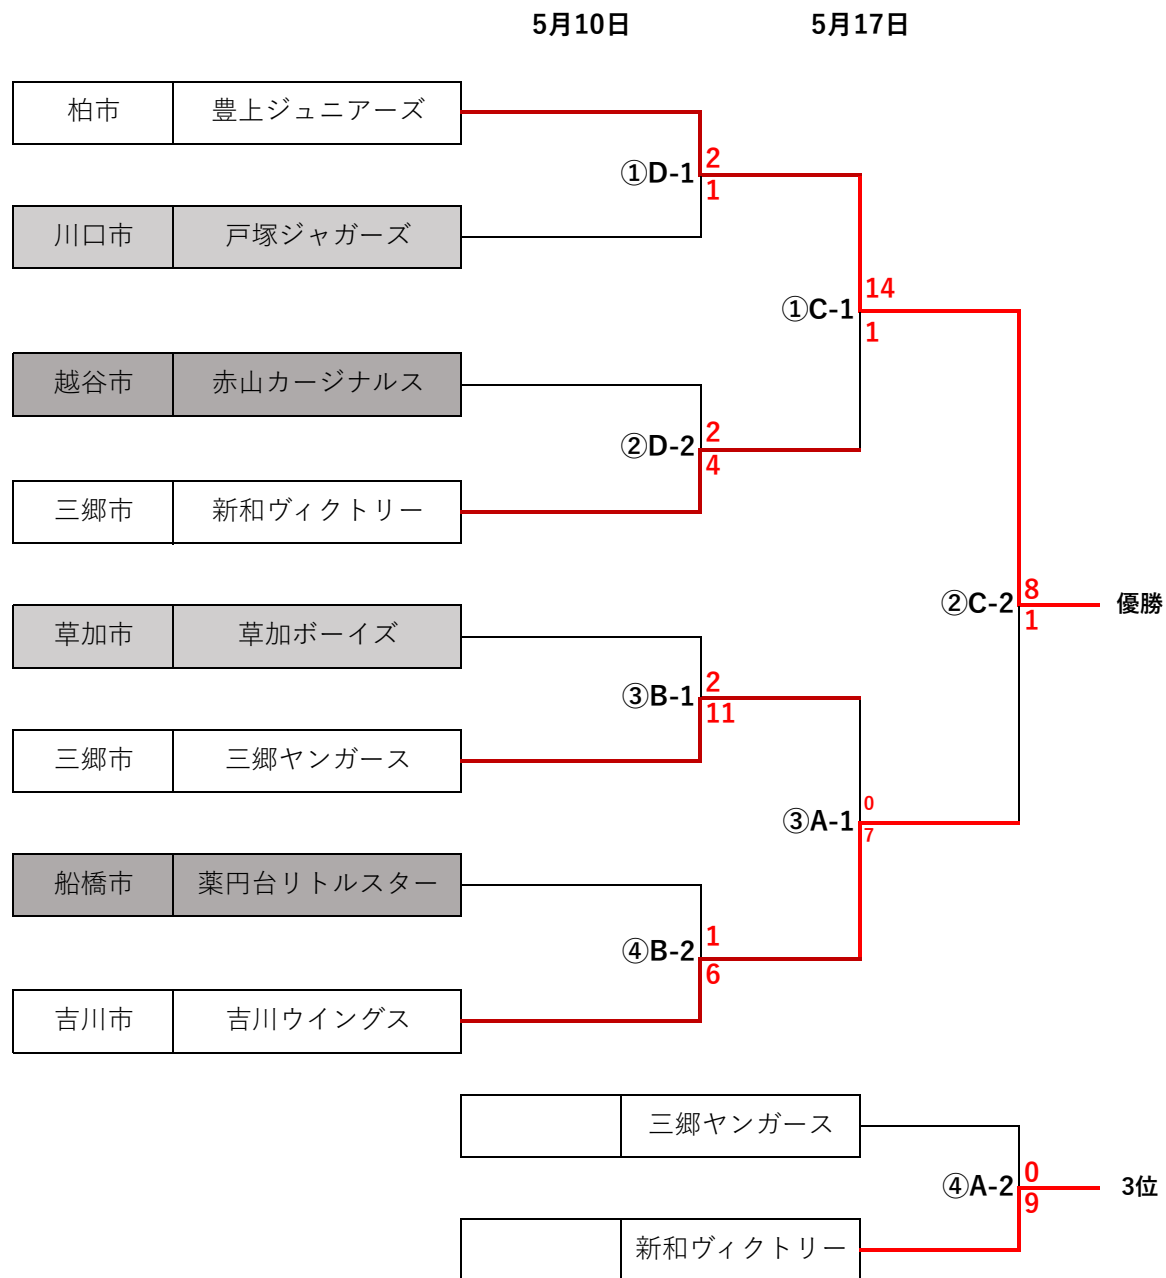 5月10日 5月17日
柏市 豊上ジュニアーズ
①D-1 2
1
川口市 戸塚ジャガーズ
①C-1 14
1
越谷市 赤山カージナルス
②D-2 2
4
三郷市 新和ヴィクトリー
②C-2 8 優勝
1
草加市 草加ボーイズ
③B-1 2
11
三郷市 三郷ヤンガース
③A-1 0
7
船橋市 薬円台リトルスター
④B-2 1
6
吉川市 吉川ウイングス
三郷ヤンガース
④A-2 0 3位
9
新和ヴィクトリー